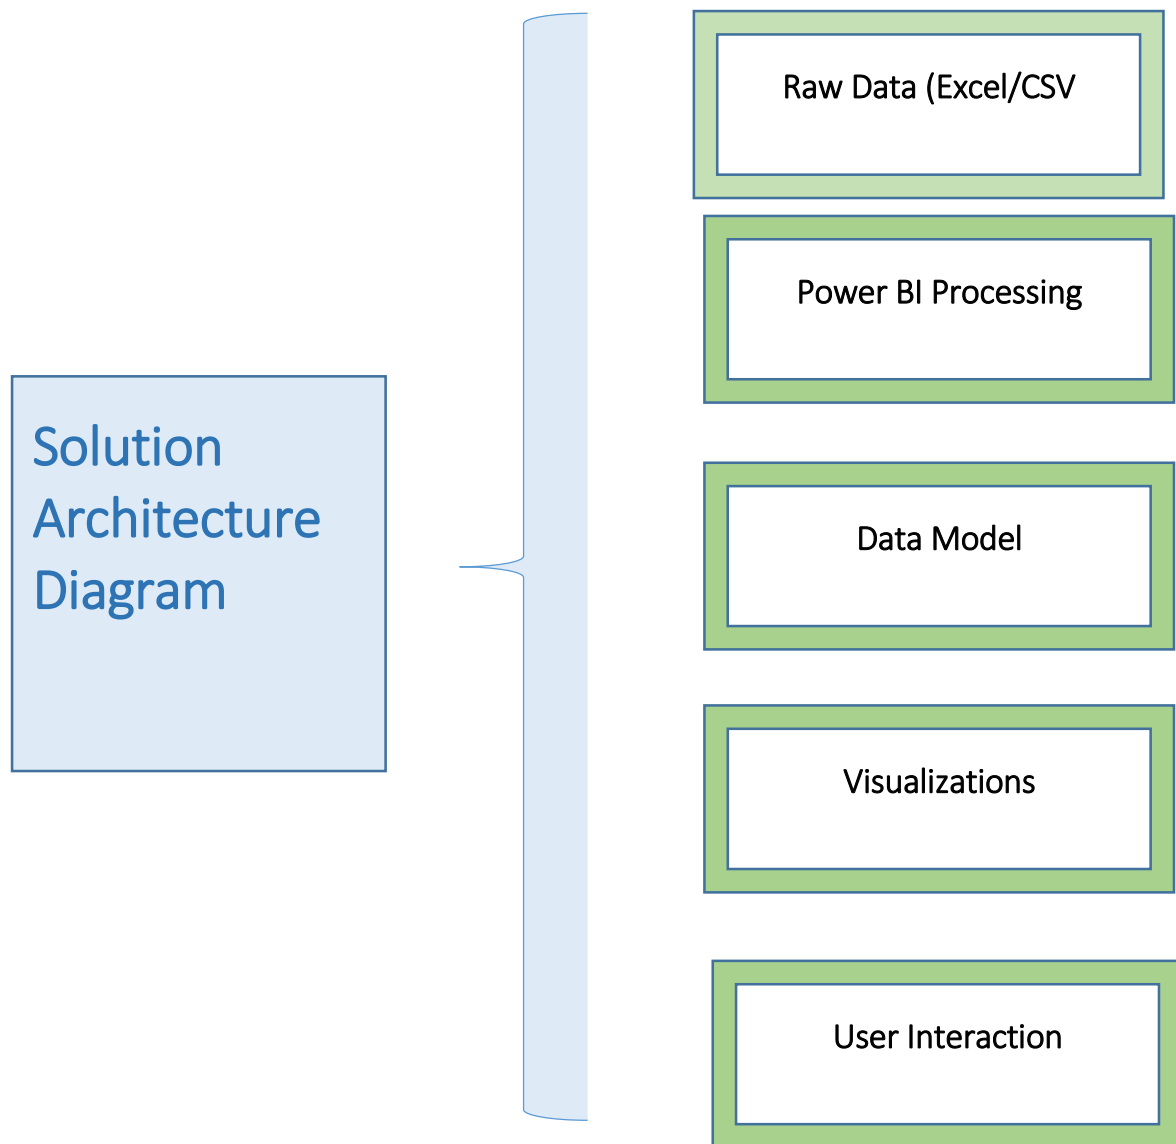 Solution
Architecture
Diagram
Raw Data (Excel/CSV
Power BI Processing
Data Model
Visualizations
User Interaction